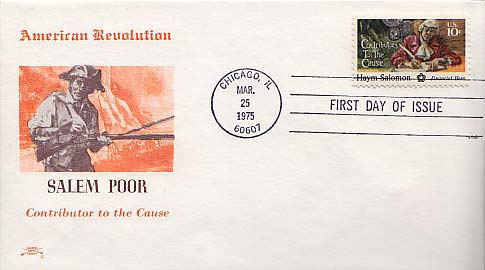 American Revolution
U.S.
10¢
Contributors
To The
Cause...
Haym Salomon Financial Hero
CHICAGO, IL
MAR.
25
1975
60607
FIRST DAY OF ISSUE
SALEM POOR
Contributor to the Cause